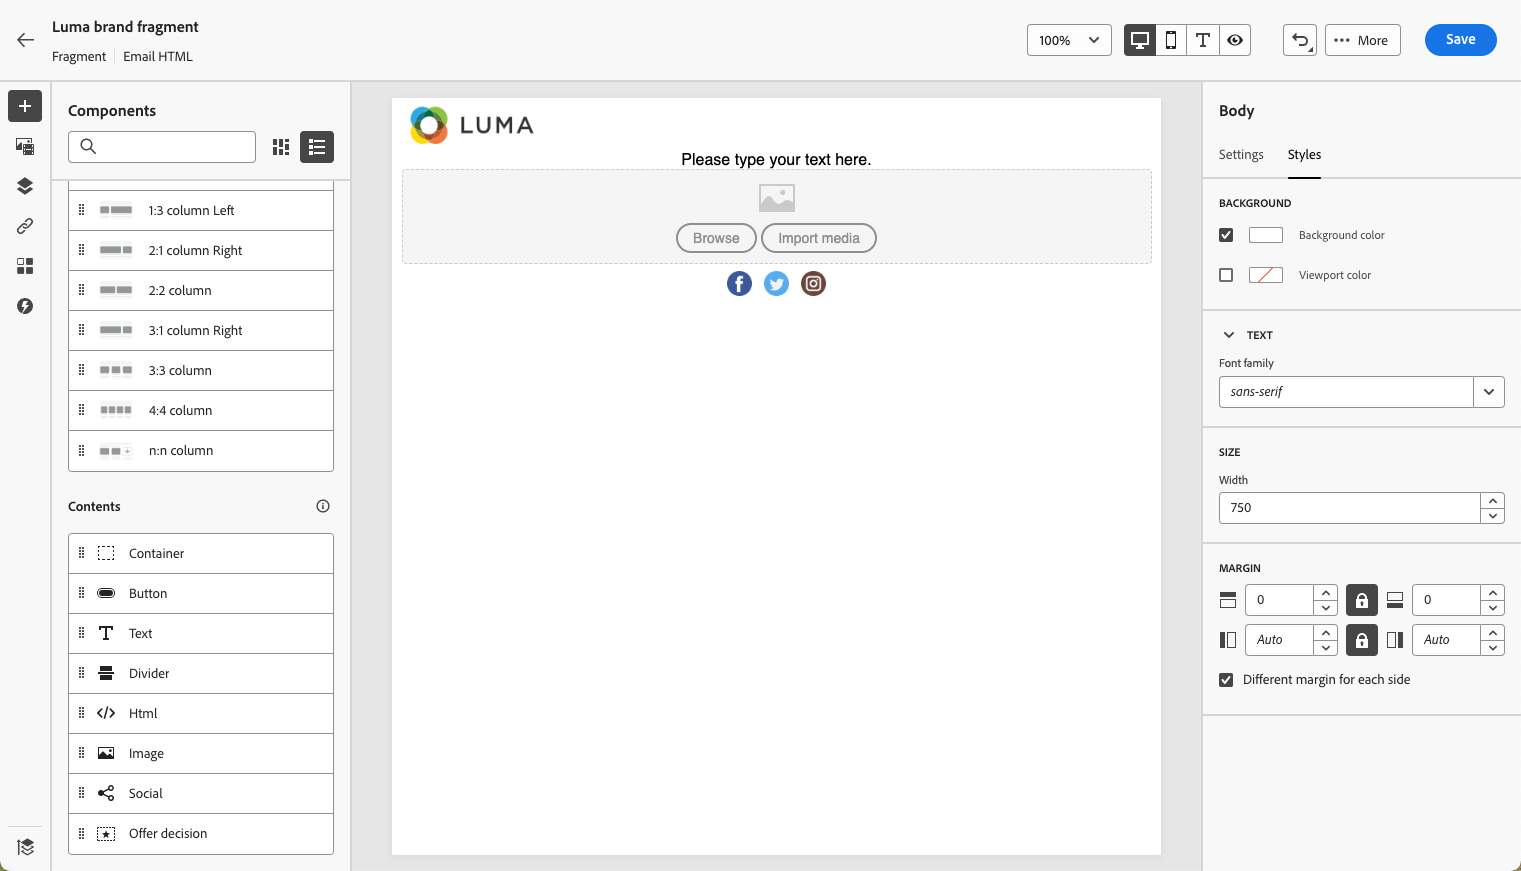 Luma brand fragment
Fragment
Email HTML
100%
More
Save
Components
1:3 column Left
2:1 column Right
2:2 column
3:1 column Right
3:3 column
4:4 column
n:n column
Contents
Container
Button
Text
Divider
Html
Image
Social
Offer decision
LUMA
Please type your text here.
Browse
Import media
Body
Settings
Styles
BACKGROUND
Background color
Viewport color
TEXT
Font family
sans-serif
SIZE
Width
750
MARGIN
0
0
Auto
Auto
Different margin for each side